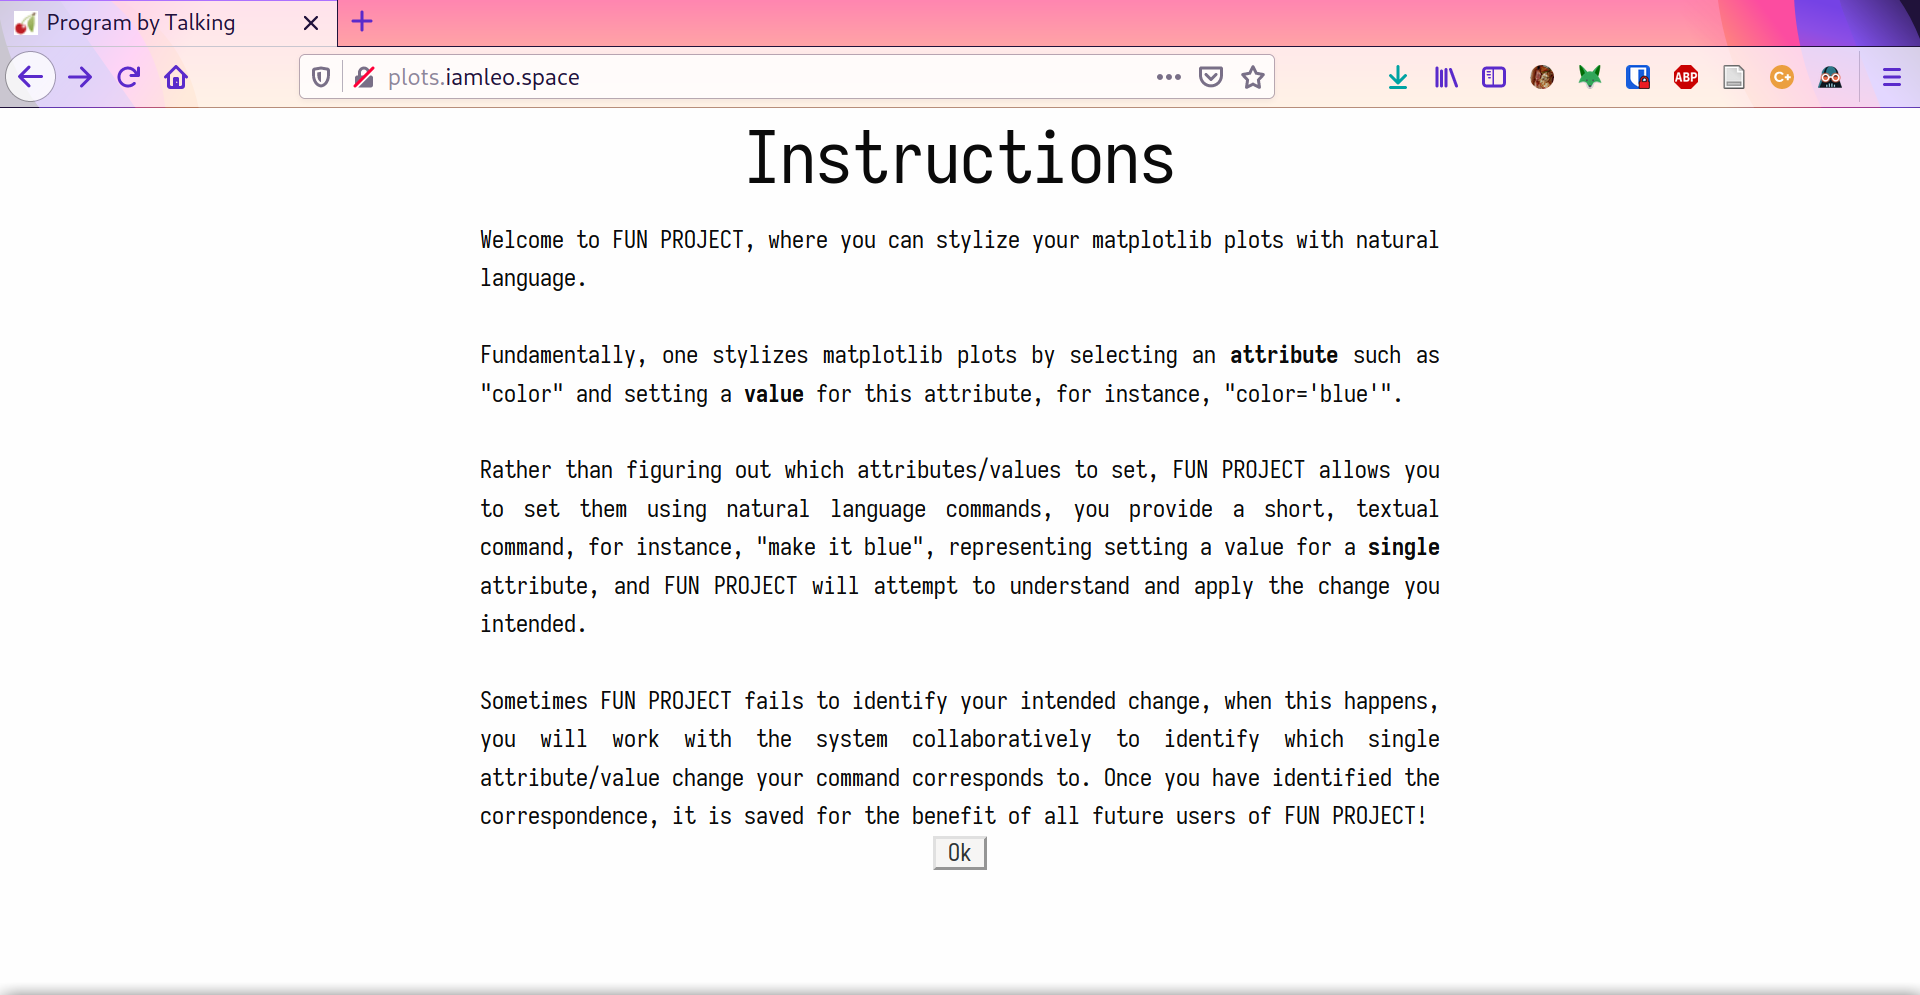 Program by Talking
plots.iamleo.space
ABP
C+
Instructions
Welcome to FUN PROJECT, where you can stylize your matplotlib plots with natural
language.
Fundamentally, one stylizes matplotlib plots by selecting an attribute such as
"color" and setting a value for this attribute, for instance, "color='blue'".
Rather than figuring out which attributes/values to set, FUN PROJECT allows you
to set them using natural language commands, you provide a short, textual
command, for instance, "make it blue", representing setting a value for a single
attribute, and FUN PROJECT will attempt to understand and apply the change you
intended.
Sometimes FUN PROJECT fails to identify your intended change, when this happens,
you will work with the system collaboratively to identify which single
attribute/value change your command corresponds to. Once you have identified the
correspondence, it is saved for the benefit of all future users of FUN PROJECT!
Ok